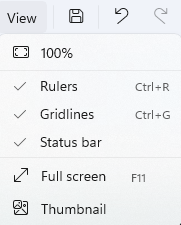 View
100%
Rulers Ctrl+R
Gridlines Ctrl+G
Status bar
Full screen F11
Thumbnail